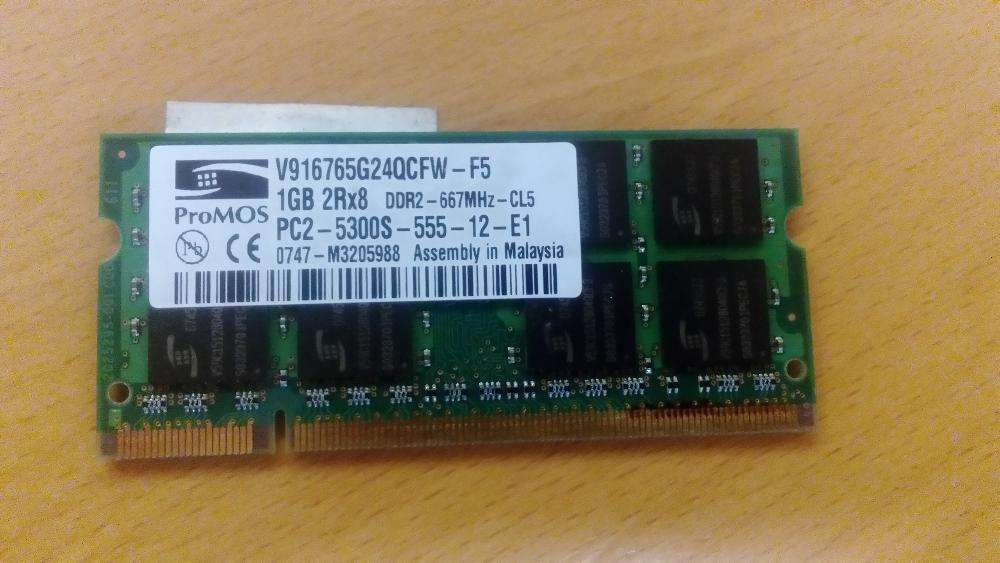 V916765G24QCFW-F5
1GB 2Rx8 DDR2-667MHz-CL5
ProMOS
PC2-5300S-555-12-E1
Pb
CE
0747-M3205988 Assembly in Malaysia